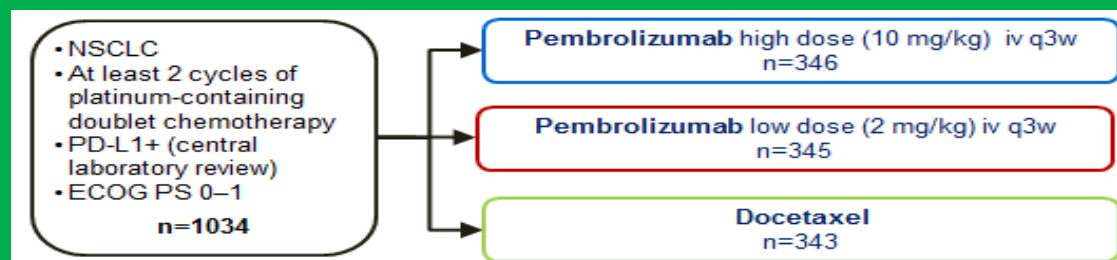 • NSCLC
• At least 2 cycles of
platinum-containing
doublet chemotherapy
• PD-L1+ (central
laboratory review)
• ECOG PS 0–1
n=1034
Pembrolizumab high dose (10 mg/kg) iv q3w
n=346
Pembrolizumab low dose (2 mg/kg) iv q3w
n=345
Docetaxel
n=343